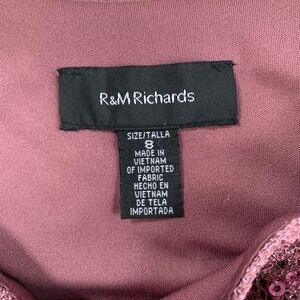 R&M Richards
SIZE/TALLA
8
MADE IN
VIETNAM
OF IMPORTED
FABRIC
HECHO EN
VIETNAM
DE TELA
IMPORTADA